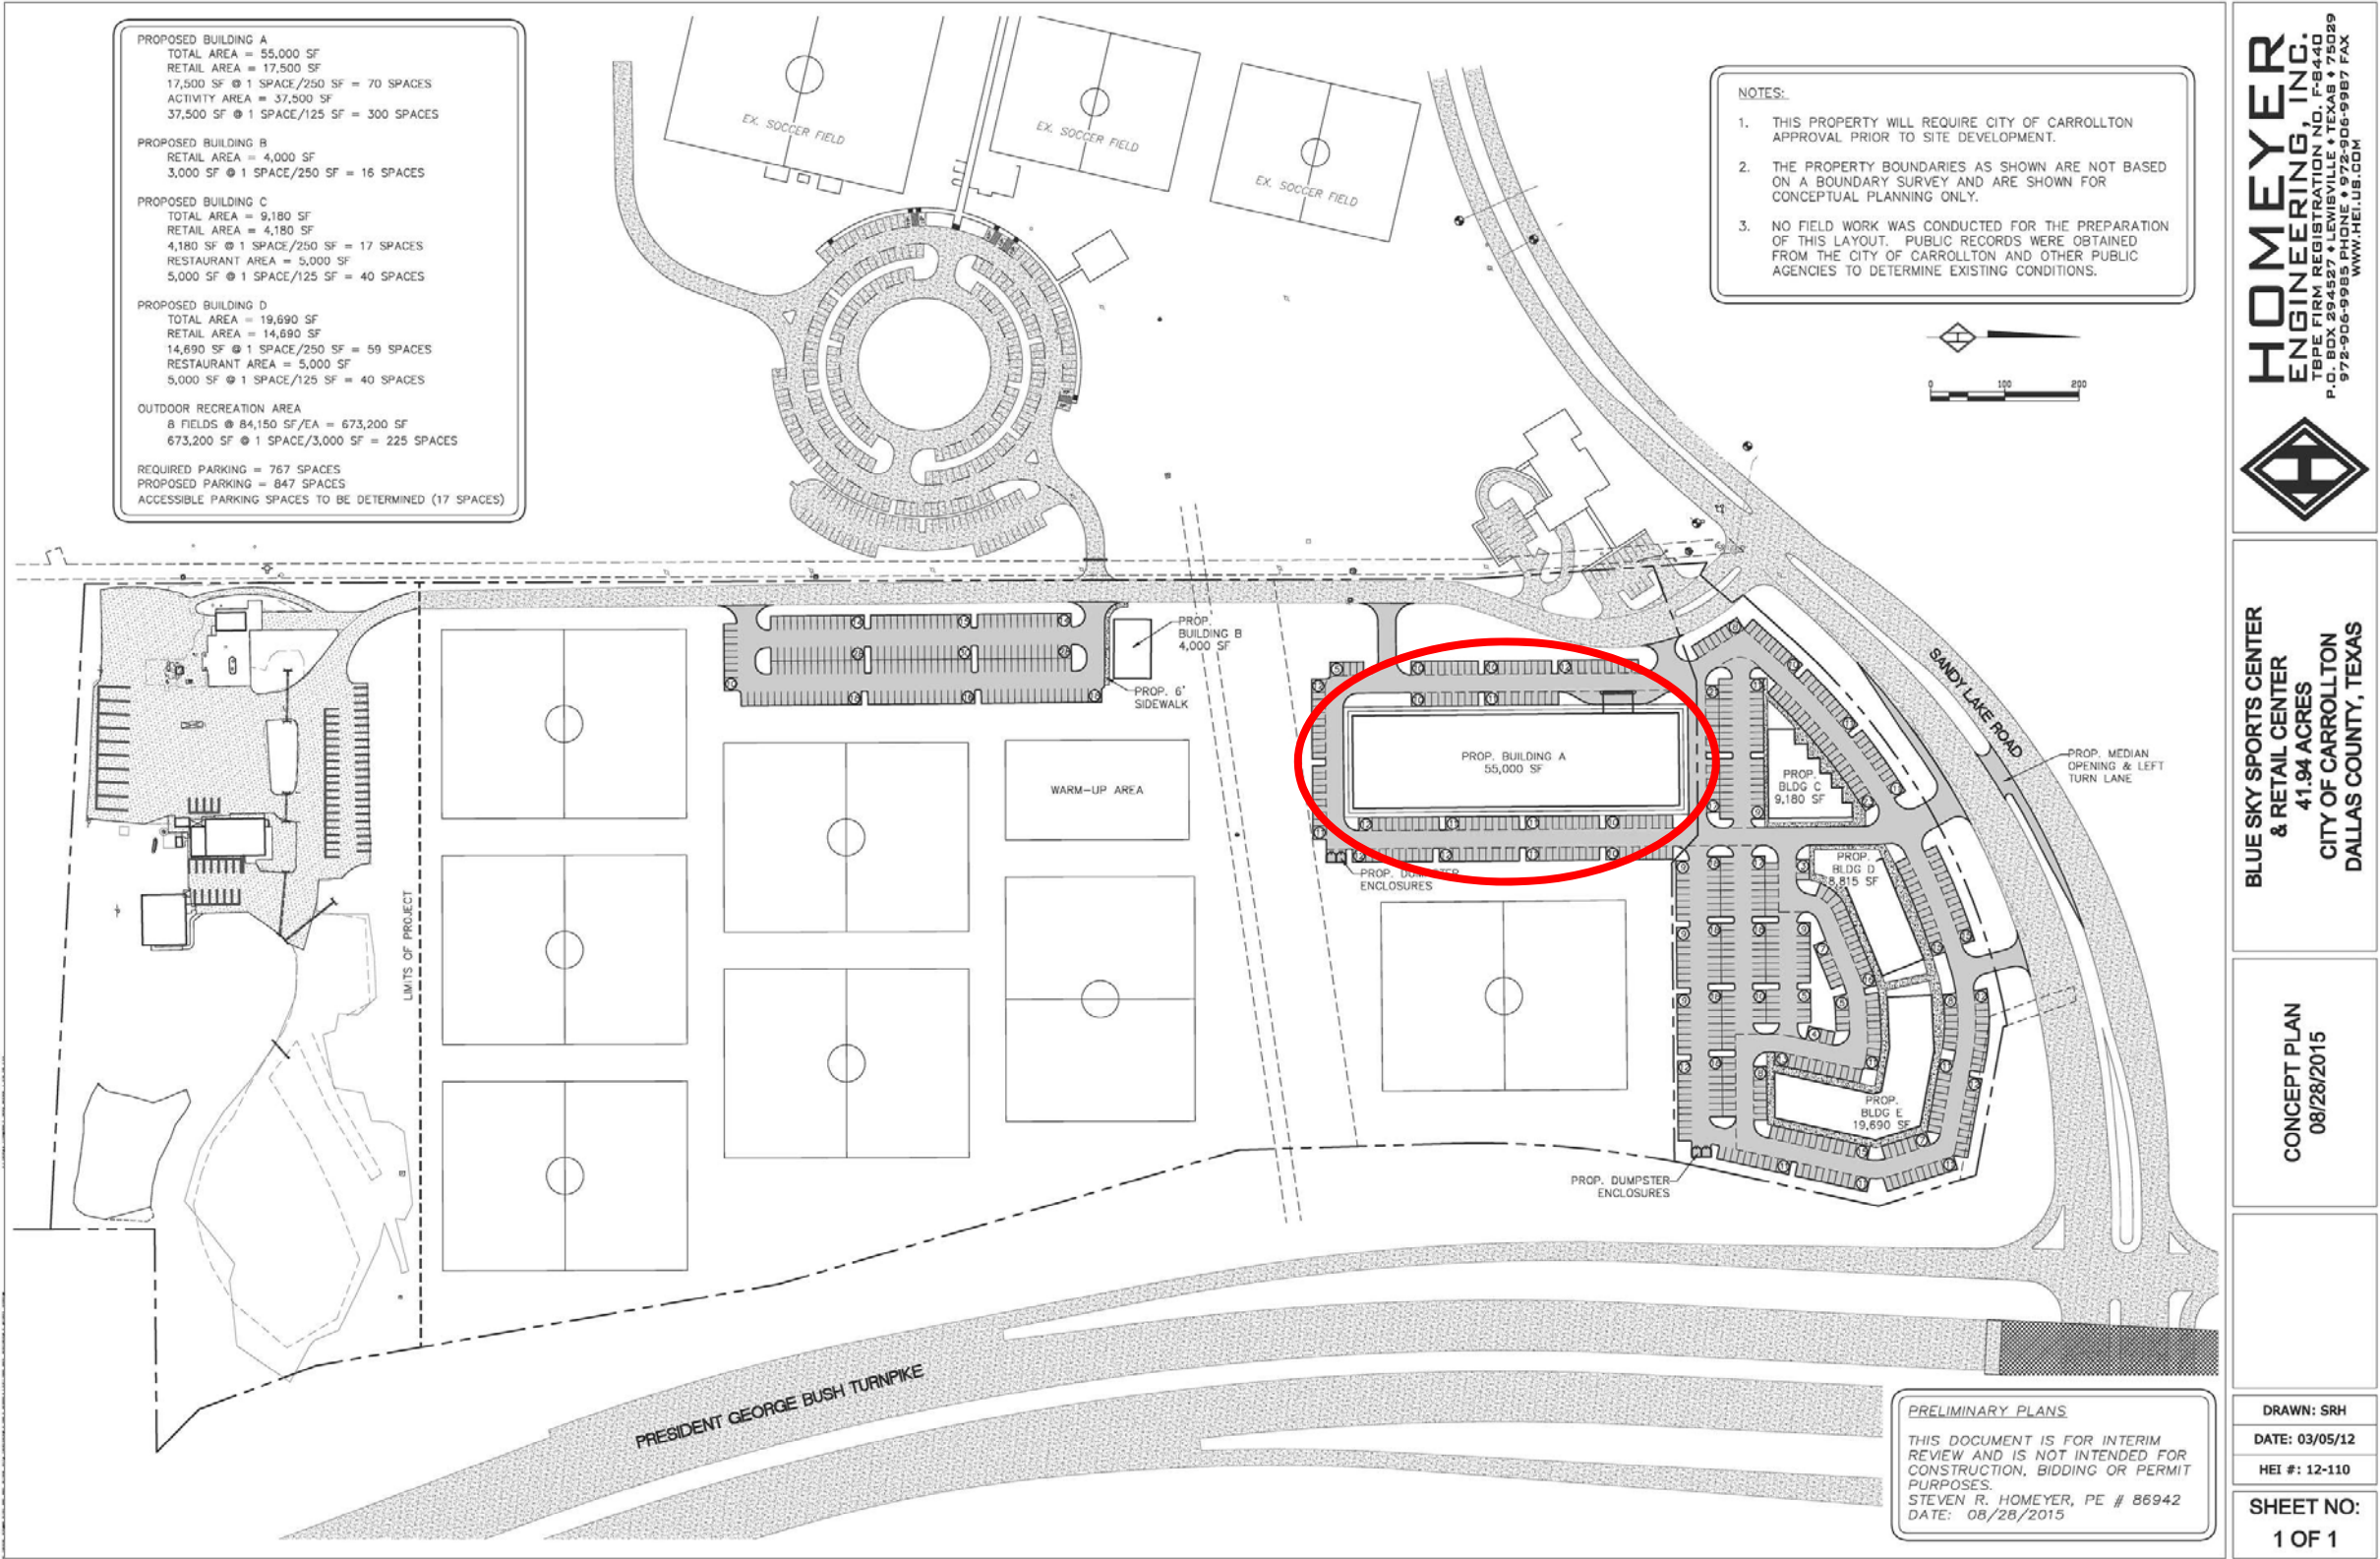 PROPOSED BUILDING A
TOTAL AREA = 55,000 SF
RETAIL AREA = 17,500 SF
17,500 SF @ 1 SPACE/250 SF = 70 SPACES
ACTIVITY AREA = 37,500 SF
37,500 SF @ 1 SPACE/125 SF = 300 SPACES
PROPOSED BUILDING B
RETAIL AREA = 4,000 SF
3,000 SF @ 1 SPACE/250 SF = 16 SPACES
PROPOSED BUILDING C
TOTAL AREA = 9,180 SF
RETAIL AREA = 4,180 SF
4,180 SF @ 1 SPACE/250 SF = 17 SPACES
RESTAURANT AREA = 5,000 SF
5,000 SF @ 1 SPACE/125 SF = 40 SPACES
PROPOSED BUILDING D
TOTAL AREA = 19,690 SF
RETAIL AREA = 14,690 SF
14,690 SF @ 1 SPACE/250 SF = 59 SPACES
RESTAURANT AREA = 5,000 SF
5,000 SF @ 1 SPACE/125 SF = 40 SPACES
OUTDOOR RECREATION AREA
8 FIELDS @ 84,150 SF/EA = 673,200 SF
673,200 SF @ 1 SPACE/3,000 SF = 225 SPACES
REQUIRED PARKING = 767 SPACES
PROPOSED PARKING = 847 SPACES
ACCESSIBLE PARKING SPACES TO BE DETERMINED (17 SPACES)
EX. SOCCER FIELD
EX. SOCCER FIELD
EX. SOCCER FIELD
NOTES:
1. THIS PROPERTY WILL REQUIRE CITY OF CARROLLTON
APPROVAL PRIOR TO SITE DEVELOPMENT.
2. THE PROPERTY BOUNDARIES AS SHOWN ARE NOT BASED
ON A BOUNDARY SURVEY AND ARE SHOWN FOR
CONCEPTUAL PLANNING ONLY.
3. NO FIELD WORK WAS CONDUCTED FOR THE PREPARATION
OF THIS LAYOUT. PUBLIC RECORDS WERE OBTAINED
FROM THE CITY OF CARROLLTON AND OTHER PUBLIC
AGENCIES TO DETERMINE EXISTING CONDITIONS.
0 100 200
PROP.
BUILDING B
4,000 SF
PROP. 6'
SIDEWALK
WARM-UP AREA
LIMITS OF PROJECT
PROP. BUILDING A
55,000 SF
PROP. DUMPSTER
ENCLOSURES
PROP.
BLDG C
9,180 SF
PROP.
BLDG D
8,815 SF
PROP.
BLDG E
19,690 SF
PROP. DUMPSTER
ENCLOSURES
SANDY LAKE ROAD
PROP. MEDIAN
OPENING & LEFT
TURN LANE
PRESIDENT GEORGE BUSH TURNPIKE
PRELIMINARY PLANS
THIS DOCUMENT IS FOR INTERIM
REVIEW AND IS NOT INTENDED FOR
CONSTRUCTION, BIDDING OR PERMIT
PURPOSES.
STEVEN R. HOMEYER, PE # 86942
DATE: 08/28/2015
HOMEYER
ENGINEERING, INC.
TBPE FIRM REGISTRATION NO. F-8440
P.O. BOX 294527 ♦ LEWISVILLE ♦ TEXAS ♦ 75029
972-906-9985 PHONE ♦ 972-906-9987 FAX
WWW.HEI.US.COM
H
BLUE SKY SPORTS CENTER
& RETAIL CENTER
41.94 ACRES
CITY OF CARROLLTON
DALLAS COUNTY, TEXAS
CONCEPT PLAN
08/28/2015
DRAWN: SRH
DATE: 03/05/12
HEI #: 12-110
SHEET NO:
1 OF 1